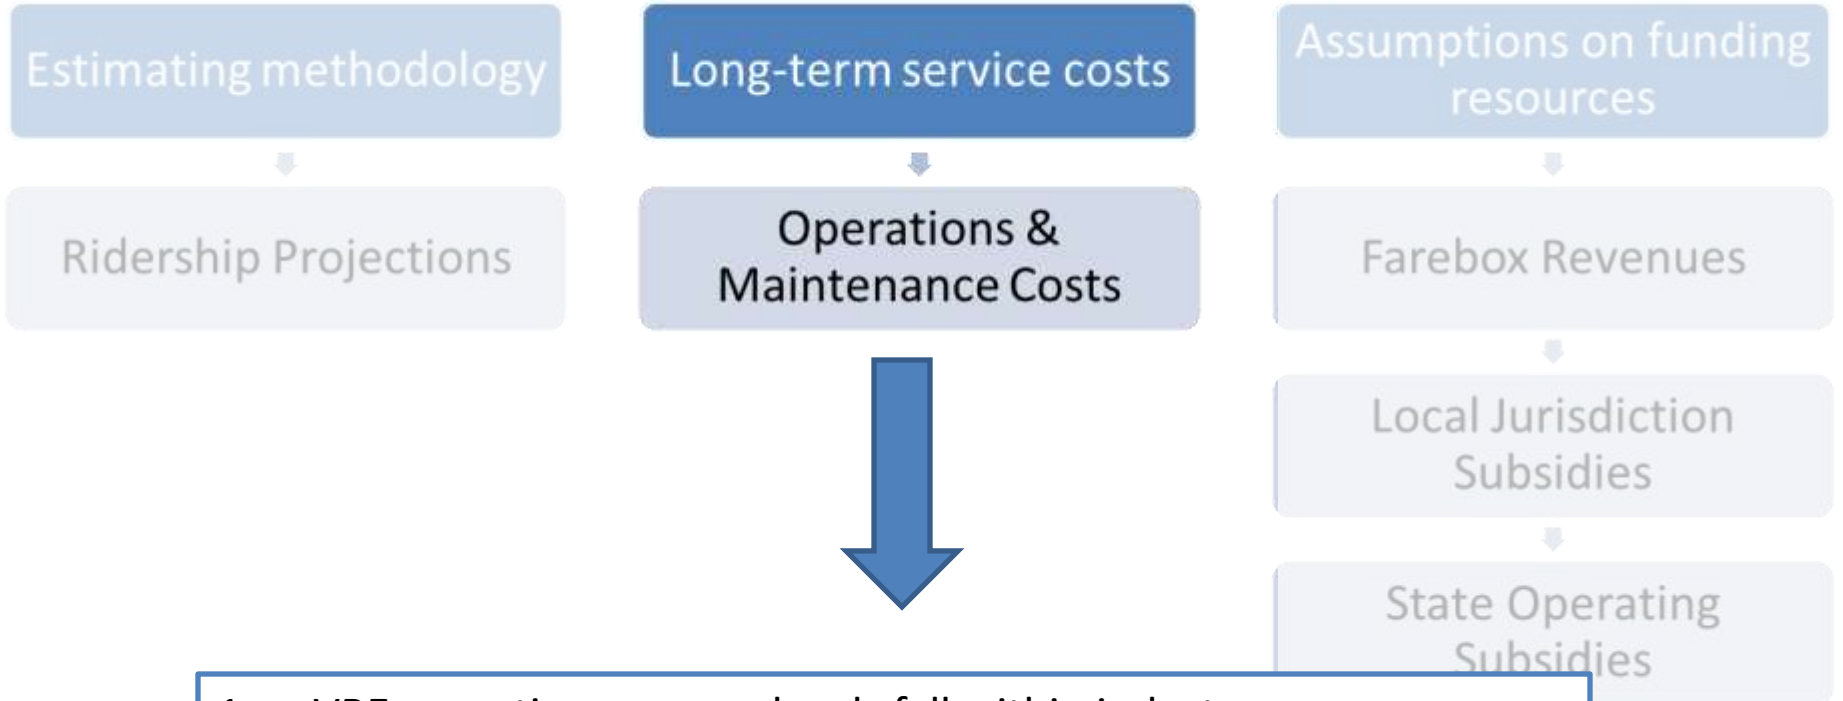 Estimating methodology
Ridership Projections
Long-term service costs
Operations &
Maintenance Costs
Assumptions on funding
resources
Farebox Revenues
Local Jurisdiction
Subsidies
State Operating
Subsidies